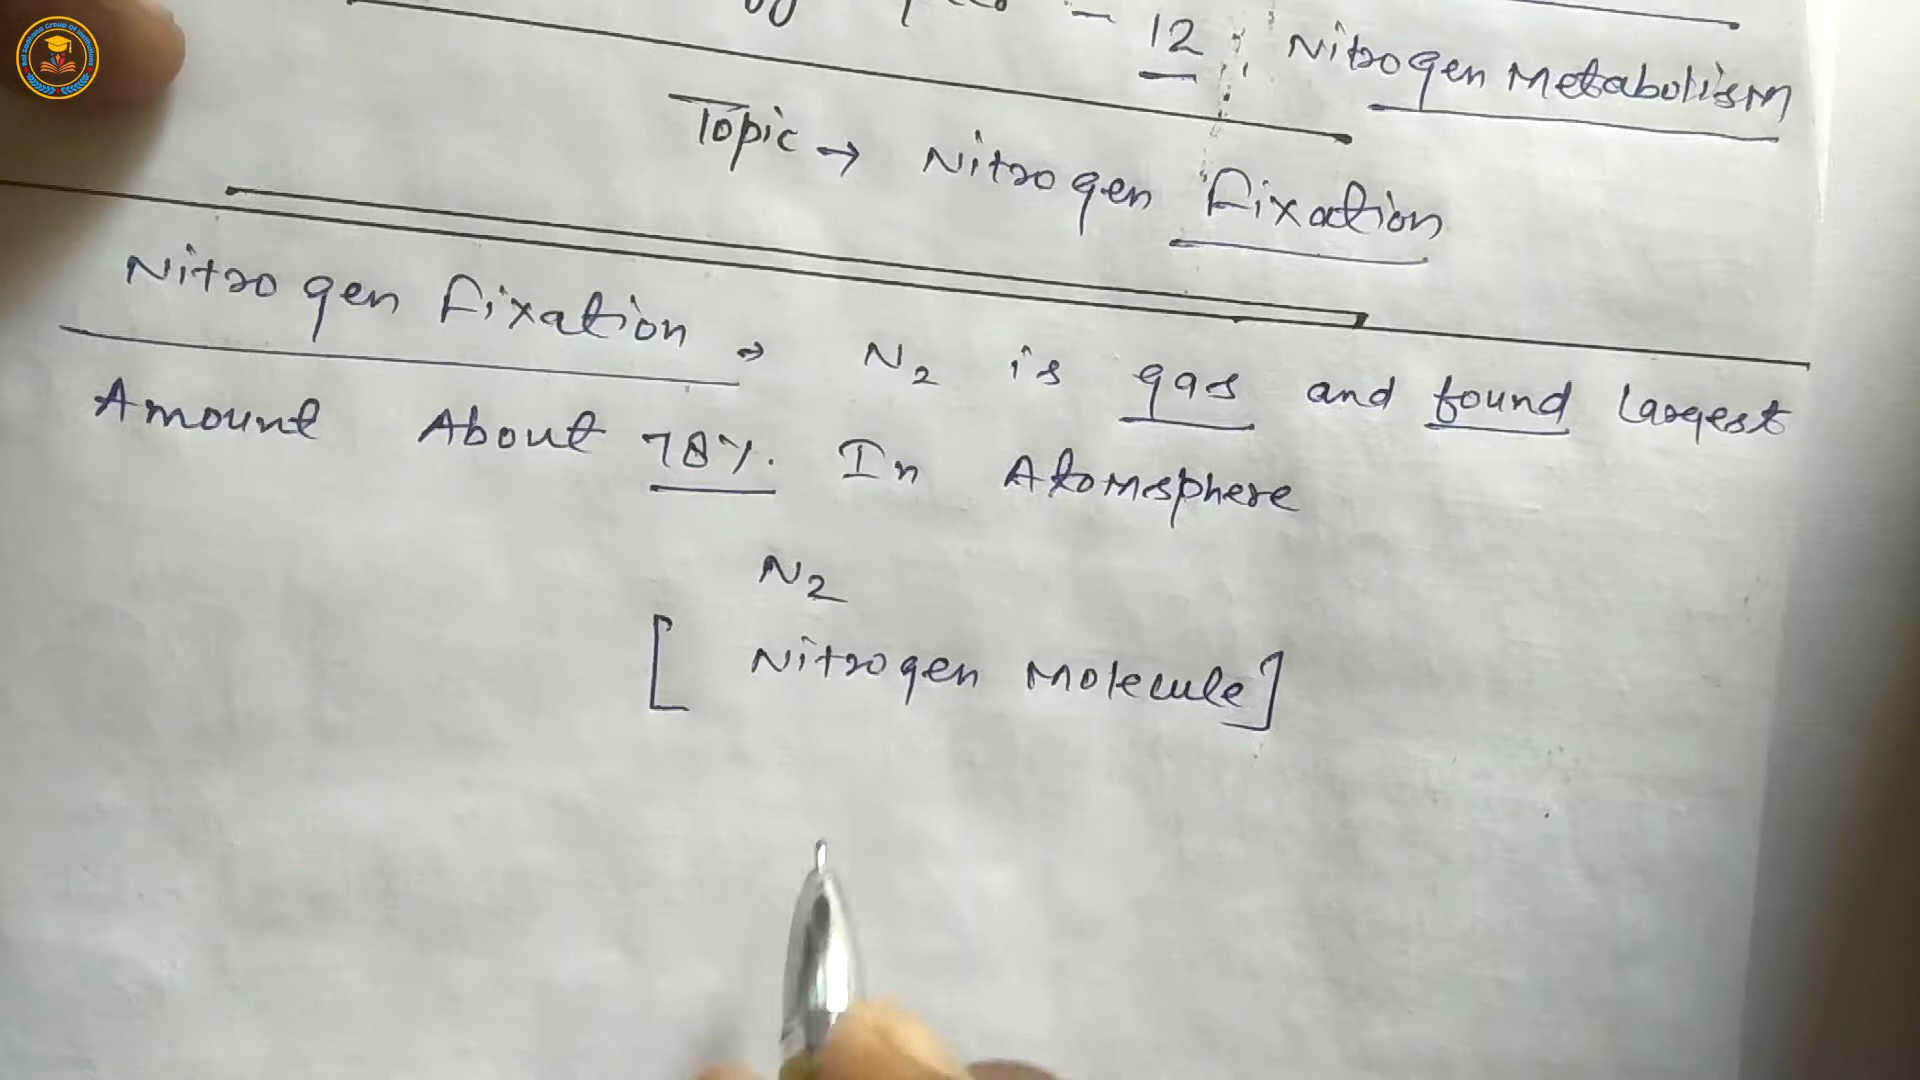 - 12 Nitrogen Metabolism
Topic → Nitrogen Fixation
Nitrogen Fixation → N2 is gas and found Largest
Amount About 78%. In Atomsphere
N2
[ Nitrogen Molecule]